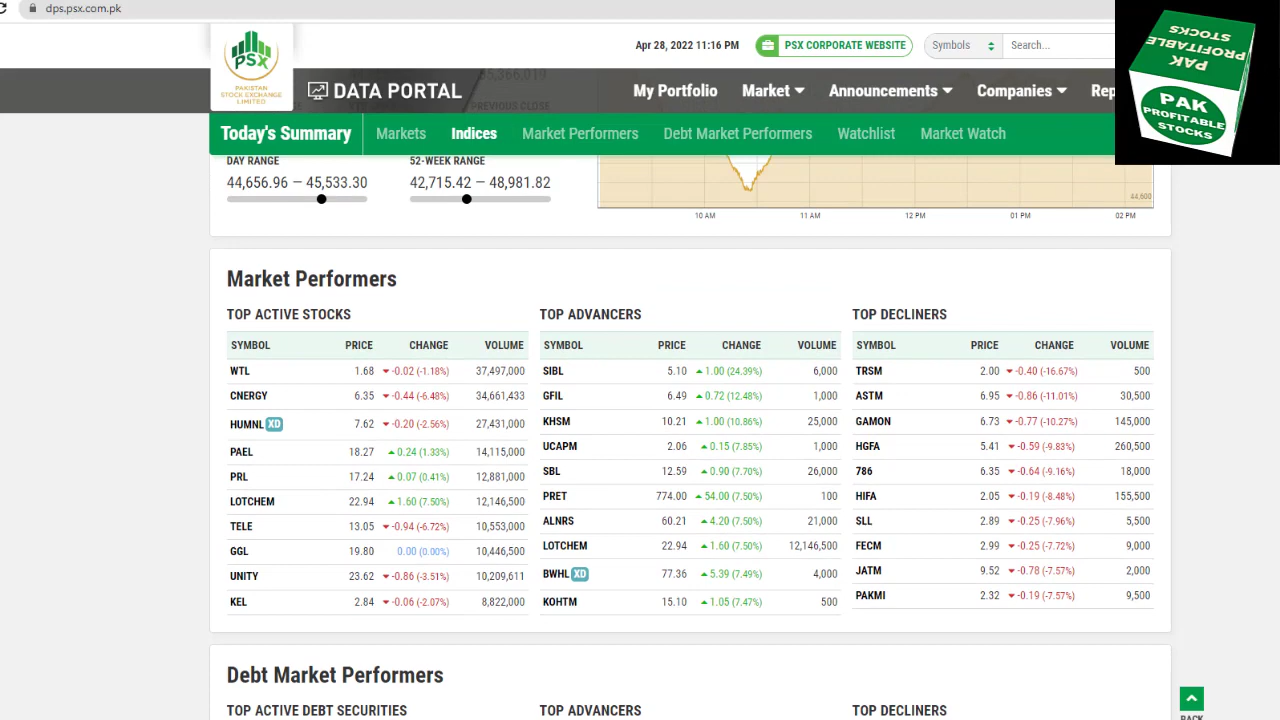 dps.psx.com.pk
PSX
PAKISTAN
STOCK EXCHANGE
LIMITED
Apr 28, 2022 11:16 PM
PSX CORPORATE WEBSITE
Symbols
Search...
PAK
PROFITABLE
STOCKS
PAK
PROFITABLE
STOCKS
DATA PORTAL
My Portfolio
Market
Announcements
Companies
Rep
PREVIOUS CLOSE
Today's Summary
Markets
Indices
Market Performers
Debt Market Performers
Watchlist
Market Watch
DAY RANGE
52-WEEK RANGE
44,656.96 — 45,533.30
42,715.42 — 48,981.82
44,600
10 AM 11 AM 12 PM 01 PM 02 PM
Market Performers
TOP ACTIVE STOCKS
SYMBOL PRICE CHANGE VOLUME
WTL 1.68 -0.02 (-1.18%) 37,497,000
CNERGY 6.35 -0.44 (-6.48%) 34,661,433
HUMNL XD 7.62 -0.20 (-2.56%) 27,431,000
PAEL 18.27 0.24 (1.33%) 14,115,000
PRL 17.24 0.07 (0.41%) 12,881,000
LOTCHEM 22.94 1.60 (7.50%) 12,146,500
TELE 13.05 -0.94 (-6.72%) 10,553,000
GGL 19.80 0.00 (0.00%) 10,446,500
UNITY 23.62 -0.86 (-3.51%) 10,209,611
KEL 2.84 -0.06 (-2.07%) 8,822,000
TOP ADVANCERS
SYMBOL PRICE CHANGE VOLUME
SIBL 5.10 1.00 (24.39%) 6,000
GFIL 6.49 0.72 (12.48%) 1,000
KHSM 10.21 1.00 (10.86%) 25,000
UCAPM 2.06 0.15 (7.85%) 1,000
SBL 12.59 0.90 (7.70%) 26,000
PRET 774.00 54.00 (7.50%) 100
ALNRS 60.21 4.20 (7.50%) 21,000
LOTCHEM 22.94 1.60 (7.50%) 12,146,500
BWHL XD 77.36 5.39 (7.49%) 4,000
KOHTM 15.10 1.05 (7.47%) 500
TOP DECLINERS
SYMBOL PRICE CHANGE VOLUME
TRSM 2.00 -0.40 (-16.67%) 500
ASTM 6.95 -0.86 (-11.01%) 30,500
GAMON 6.73 -0.77 (-10.27%) 145,000
HGFA 5.41 -0.59 (-9.83%) 260,500
786 6.35 -0.64 (-9.16%) 18,000
HIFA 2.05 -0.19 (-8.48%) 155,500
SLL 2.89 -0.25 (-7.96%) 5,500
FECM 2.99 -0.25 (-7.72%) 9,000
JATM 9.52 -0.78 (-7.57%) 2,000
PAKMI 2.32 -0.19 (-7.57%) 9,500
Debt Market Performers
TOP ACTIVE DEBT SECURITIES
TOP ADVANCERS
TOP DECLINERS
BACK